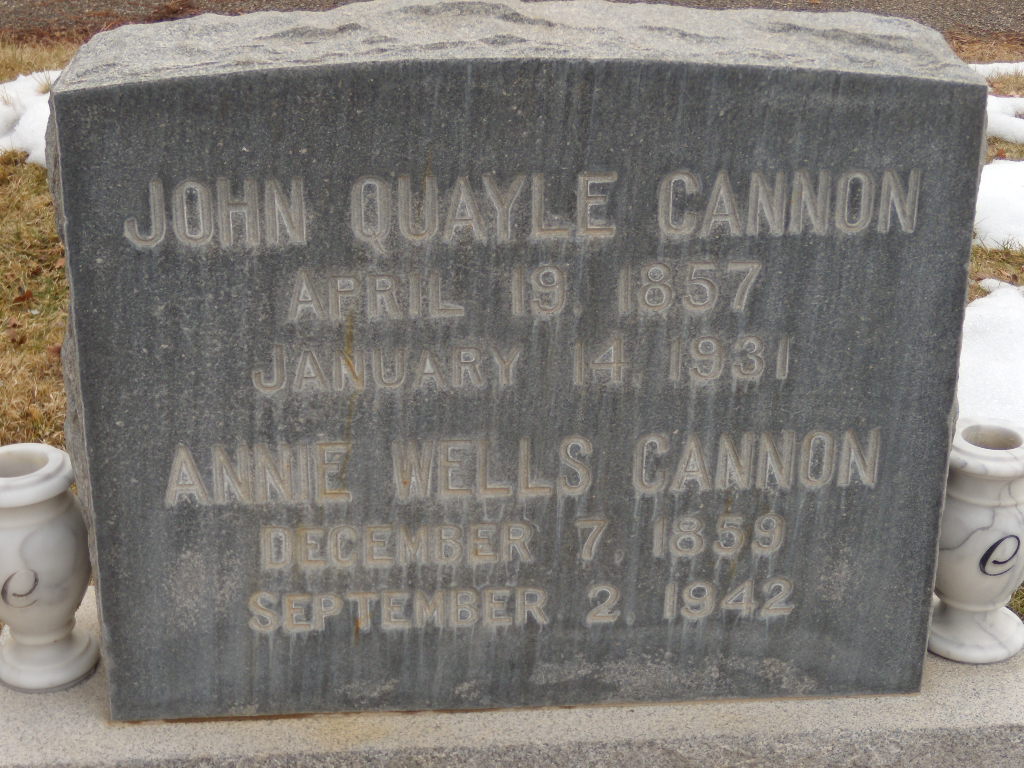 JOHN QUAYLE CANNON
APRIL 19, 1857
JANUARY 14, 1931
ANNIE WELLS CANNON
DECEMBER 7, 1859
SEPTEMBER 2, 1942
e
e